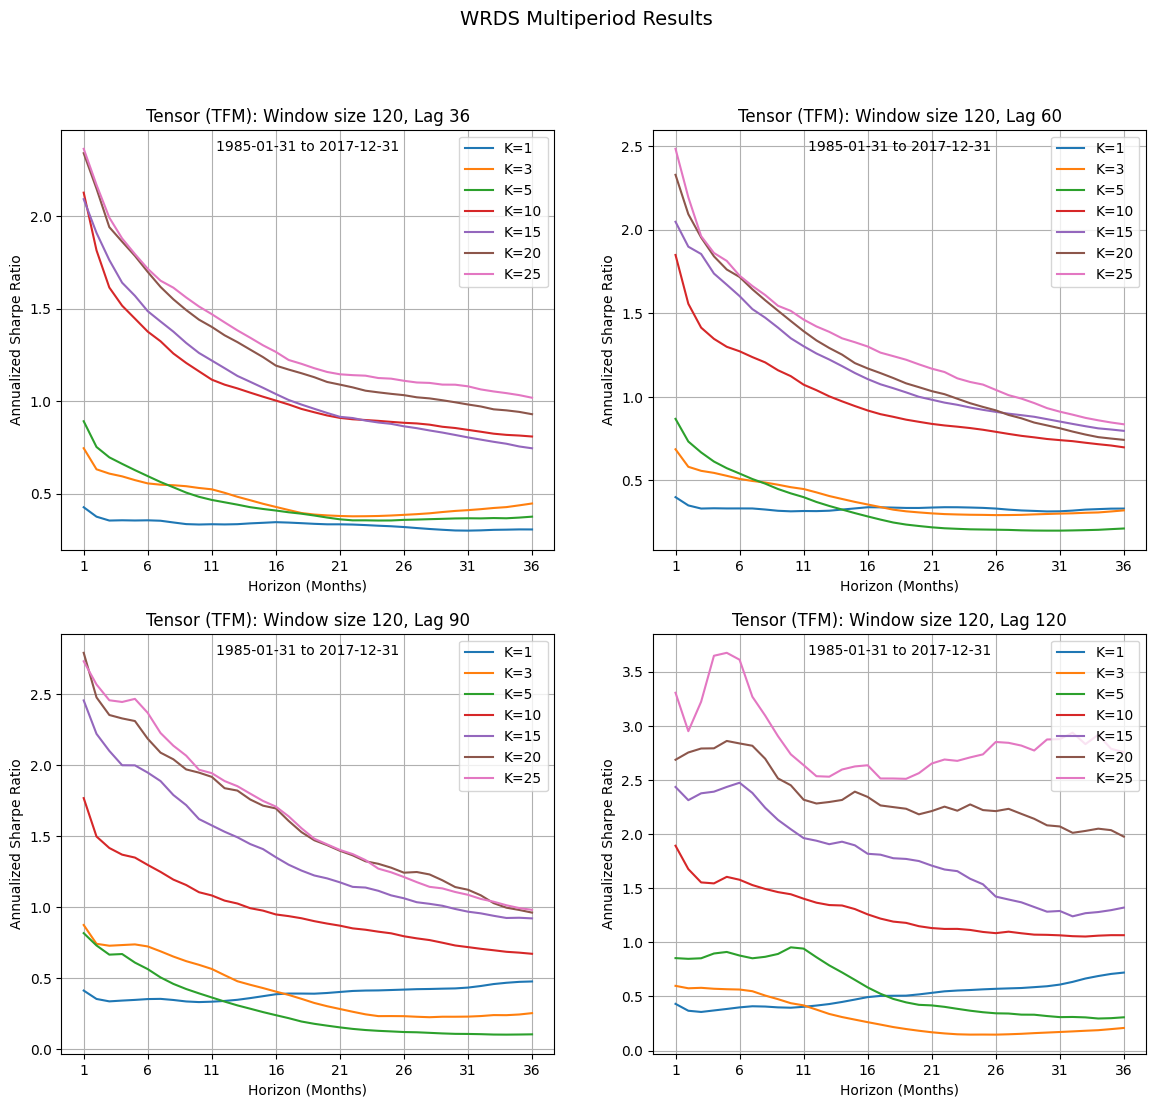 WRDS Multiperiod Results
Tensor (TFM): Window size 120, Lag 36
1985-01-31 to 2017-12-31
K=1
K=3
K=5
K=10
K=15
K=20
K=25
Annualized Sharpe Ratio
2.0
1.5
1.0
0.5
1 6 11 16 21 26 31 36
Horizon (Months)
Tensor (TFM): Window size 120, Lag 60
1985-01-31 to 2017-12-31
K=1
K=3
K=5
K=10
K=15
K=20
K=25
Annualized Sharpe Ratio
2.5
2.0
1.5
1.0
0.5
1 6 11 16 21 26 31 36
Horizon (Months)
Tensor (TFM): Window size 120, Lag 90
1985-01-31 to 2017-12-31
K=1
K=3
K=5
K=10
K=15
K=20
K=25
Annualized Sharpe Ratio
2.5
2.0
1.5
1.0
0.5
0.0
1 6 11 16 21 26 31 36
Horizon (Months)
Tensor (TFM): Window size 120, Lag 120
1985-01-31 to 2017-12-31
K=1
K=3
K=5
K=10
K=15
K=20
K=25
Annualized Sharpe Ratio
3.5
3.0
2.5
2.0
1.5
1.0
0.5
0.0
1 6 11 16 21 26 31 36
Horizon (Months)